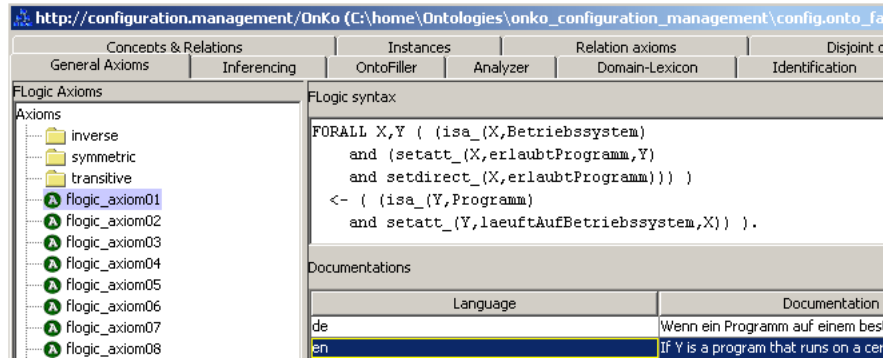 http://configuration.management/OnKo (C:\home\Ontologies\onko_configuration_management\config.onto_fa
Concepts & Relations Instances Relation axioms Disjoint c
General Axioms Inferencing OntoFiller Analyzer Domain-Lexicon Identification
FLogic Axioms
Axioms
inverse
symmetric
transitive
flogic_axiom01
flogic_axiom02
flogic_axiom03
flogic_axiom04
flogic_axiom05
flogic_axiom06
flogic_axiom07
flogic_axiom08
FLogic syntax
FORALL X,Y ( (isa_(X,Betriebssystem)
and (setatt_(X,erlaubtProgramm,Y)
and setdirect_(X,erlaubtProgramm))) )
<- ( (isa_(Y,Programm)
and setatt_(Y,laeuftAufBetriebssystem,X)) ).
Documentations
Language Documentation
de Wenn ein Programm auf einem best
en If Y is a program that runs on a cer